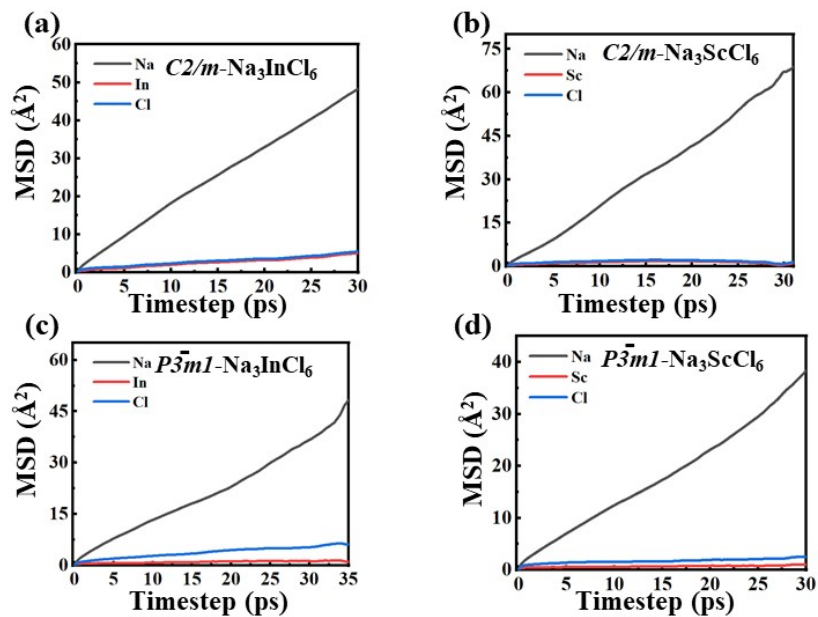 (a)
C2/m-Na₃InCl₆
Na
In
Cl
MSD (Å²)
60
50
40
30
20
10
0
0 5 10 15 20 25 30
Timestep (ps)
(b)
C2/m-Na₃ScCl₆
Na
Sc
Cl
MSD (Å²)
75
60
45
30
15
0
0 5 10 15 20 25 30
Timestep (ps)
(c)
P3̄m1-Na₃InCl₆
Na
In
Cl
MSD (Å²)
60
45
30
15
0
0 5 10 15 20 25 30 35
Timestep (ps)
(d)
P3̄m1-Na₃ScCl₆
Na
Sc
Cl
MSD (Å²)
40
30
20
10
0
0 5 10 15 20 25 30
Timestep (ps)